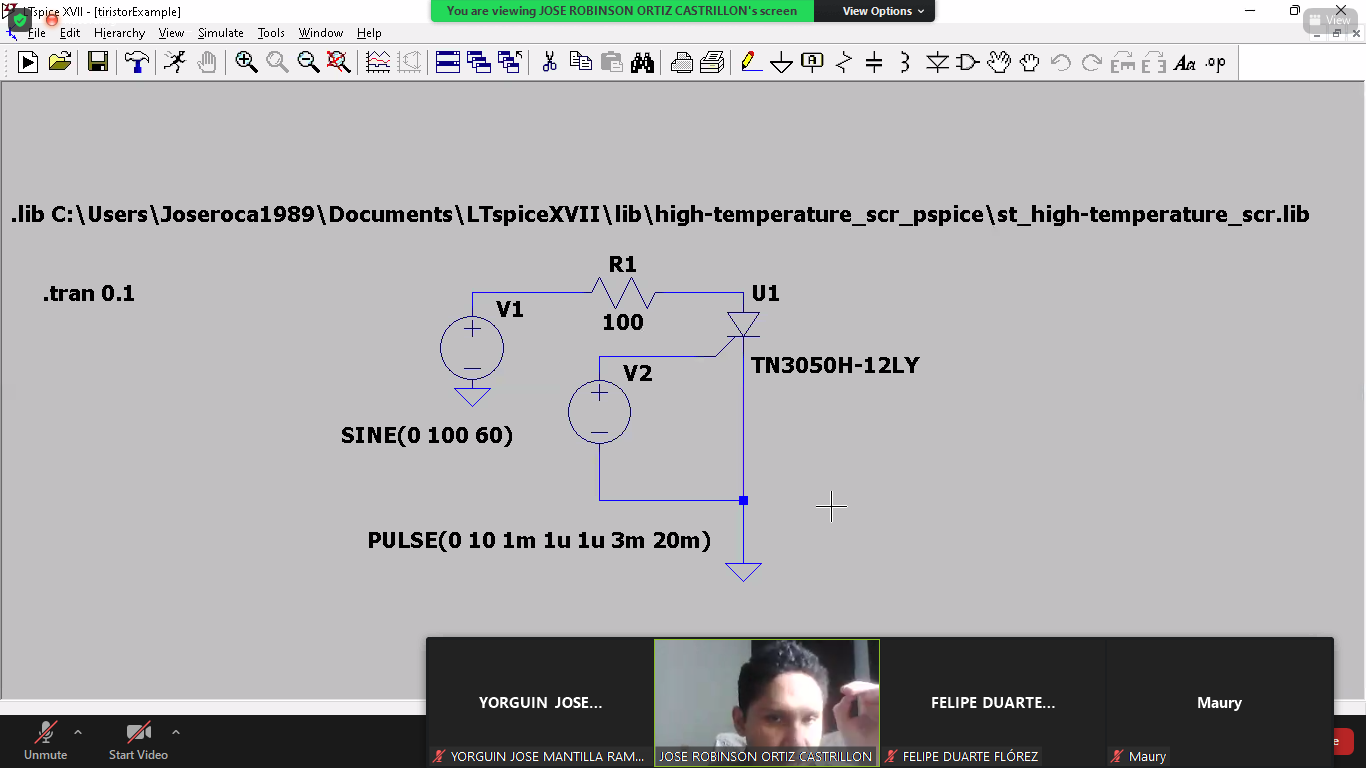 LTspice XVII - [tiristorExample]
You are viewing JOSE ROBINSON ORTIZ CASTRILLON's screen
View Options
View
File Edit Hierarchy View Simulate Tools Window Help
Aa .op
.lib C:\Users\Joseroca1989\Documents\LTspiceXVII\lib\high-temperature_scr_pspice\st_high-temperature_scr.lib
.tran 0.1
R1
V1
100
U1
V2
TN3050H-12LY
SINE(0 100 60)
PULSE(0 10 1m 1u 1u 3m 20m)
YORGUIN JOSE...
FELIPE DUARTE...
Maury
Unmute
Start Video
YORGUIN JOSE MANTILLA RAM...
JOSE ROBINSON ORTIZ CASTRILLON
FELIPE DUARTE FLÓREZ
Maury